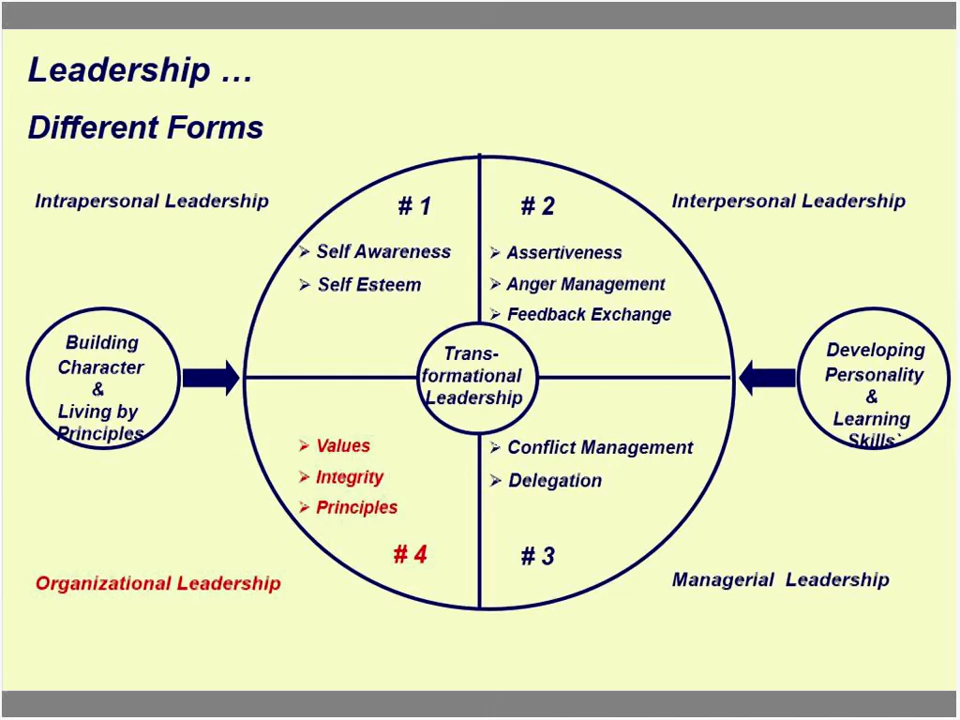 Leadership …
Different Forms
Intrapersonal Leadership
# 1
# 2
Interpersonal Leadership
Self Awareness
Self Esteem
Assertiveness
Anger Management
Feedback Exchange
Building
Character
&
Living by
Principles
Trans-
formational
Leadership
Developing
Personality
&
Learning
Skills`
Values
Integrity
Principles
Conflict Management
Delegation
# 4
# 3
Organizational Leadership
Managerial Leadership